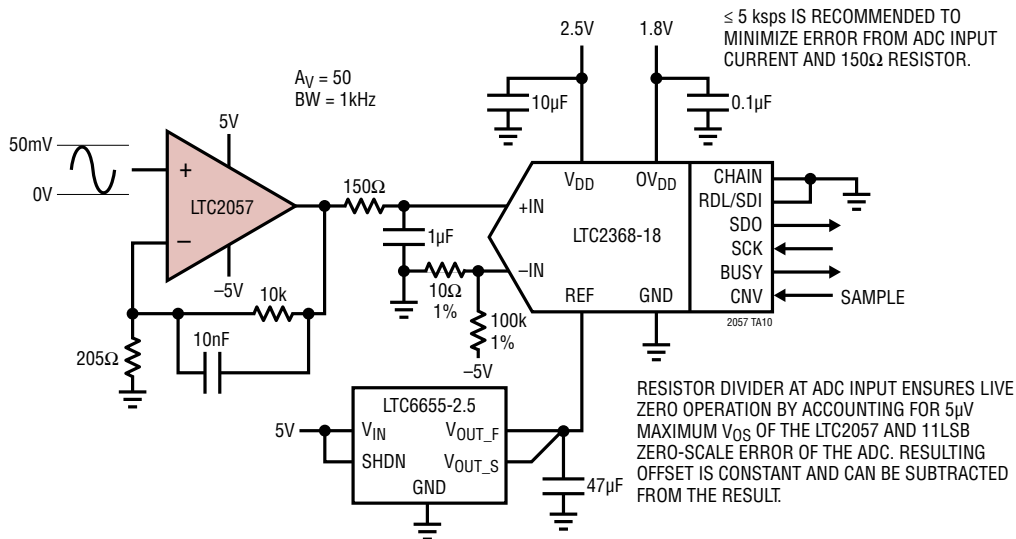 ≤ 5 ksps IS RECOMMENDED TO
MINIMIZE ERROR FROM ADC INPUT
CURRENT AND 150Ω RESISTOR.
2.5V
1.8V
AV = 50
BW = 1kHz
10µF
0.1µF
50mV
0V
5V
+
LTC2057
–
–5V
150Ω
1µF
10Ω
1%
100k
1%
–5V
10k
10nF
205Ω
VDD
OVDD
+IN
LTC2368-18
–IN
REF
GND
CHAIN
RDL/SDI
SDO
SCK
BUSY
CNV
SAMPLE
2057 TA10
LTC6655-2.5
5V
VIN
VOUT_F
SHDN
VOUT_S
GND
47µF
RESISTOR DIVIDER AT ADC INPUT ENSURES LIVE
ZERO OPERATION BY ACCOUNTING FOR 5µV
MAXIMUM VOS OF THE LTC2057 AND 11LSB
ZERO-SCALE ERROR OF THE ADC. RESULTING
OFFSET IS CONSTANT AND CAN BE SUBTRACTED
FROM THE RESULT.